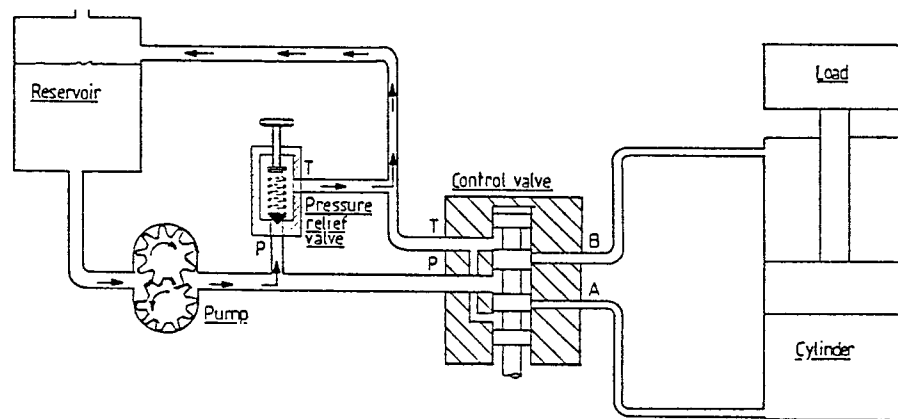 Reservoir
Load
T
Pressure
relief
valve
P
Control valve
T
P
B
A
Pump
Cylinder